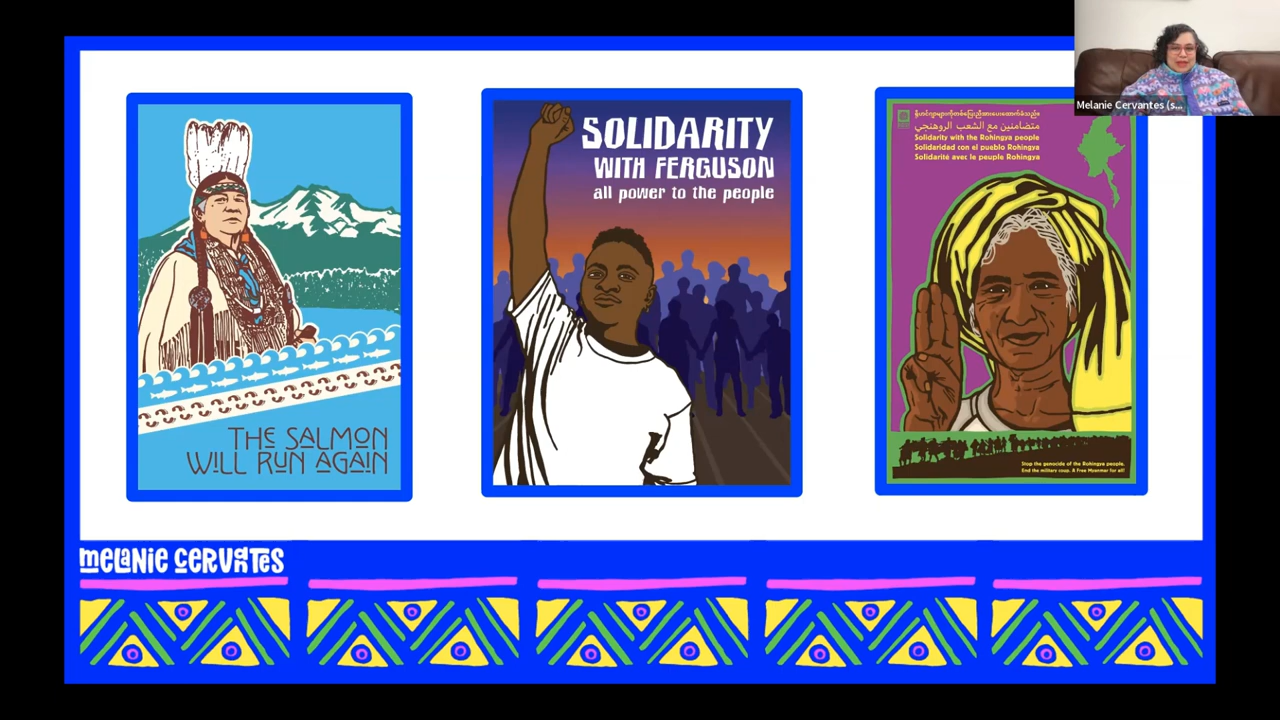 Melanie Cervantes (s...
THE SALMON
WILL RUN AGAIN
SOLIDARITY
WITH FERGUSON
all power to the people
متضامنين مع الشعب الروهنجي
Solidarity with the Rohingya people
Solidaridad con el pueblo Rohingya
Solidarité avec le peuple Rohingya
Stop the genocide of the Rohingya people.
End the military coup. A Free Myanmar for all!
melanie cervantes